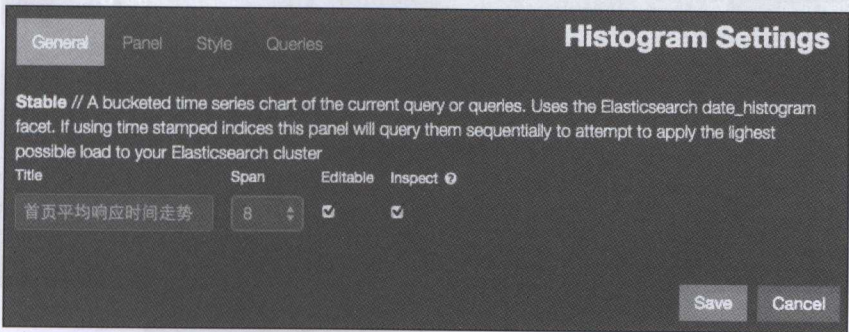 General Panel Style Queries Histogram Settings
Stable // A bucketed time series chart of the current query or queries. Uses the Elasticsearch date_histogram
facet. If using time stamped indices this panel will query them sequentially to attempt to apply the lighest
possible load to your Elasticsearch cluster
Title Span Editable Inspect
首页平均响应时间走势 8
Save Cancel